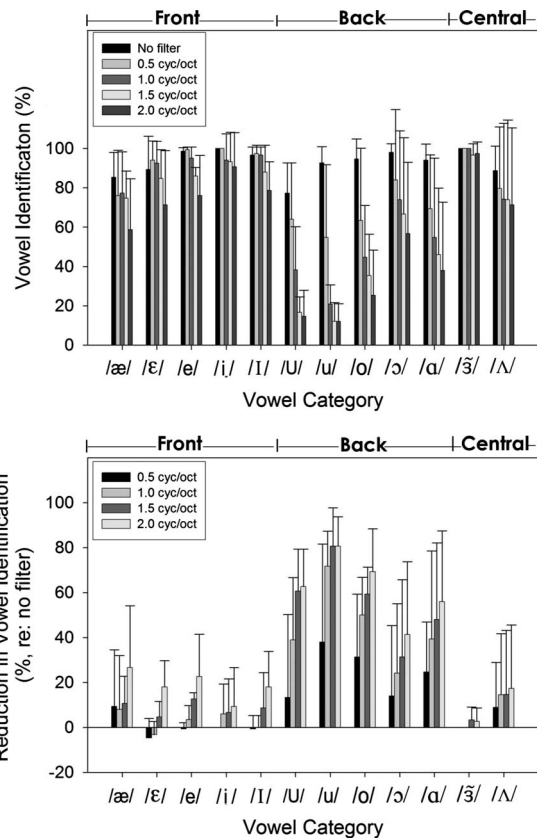 Front Back Central
No filter
0.5 cyc/oct
1.0 cyc/oct
1.5 cyc/oct
2.0 cyc/oct
Vowel Identificaton (%)
100
80
60
40
20
0
/æ/ /ɛ/ /e/ /i/ /I/ /U/ /u/ /o/ /ɔ/ /ɑ/ /ɝ/ /Λ/
Vowel Category
Front Back Central
0.5 cyc/oct
1.0 cyc/oct
1.5 cyc/oct
2.0 cyc/oct
Reduction in Vowel Identification
(%, re: no filter)
100
80
60
40
20
0
-20
/æ/ /ɛ/ /e/ /i/ /I/ /U/ /u/ /o/ /ɔ/ /ɑ/ /ɝ/ /Λ/
Vowel Category